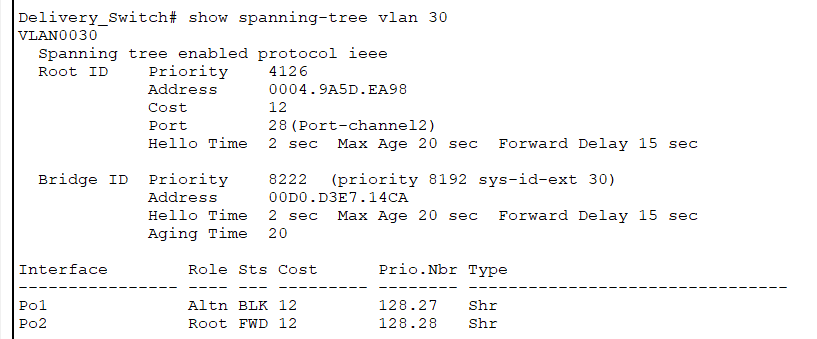 Delivery_Switch# show spanning-tree vlan 30
VLAN0030
  Spanning tree enabled protocol ieee
  Root ID    Priority    4126
             Address     0004.9A5D.EA98
             Cost        12
             Port        28(Port-channel2)
             Hello Time  2 sec  Max Age 20 sec  Forward Delay 15 sec

  Bridge ID  Priority    8222  (priority 8192 sys-id-ext 30)
             Address     00D0.D3E7.14CA
             Hello Time  2 sec  Max Age 20 sec  Forward Delay 15 sec
             Aging Time  20

Interface        Role Sts Cost      Prio.Nbr Type
---------------- ---- --- --------- -------- --------------------------------
Po1              Altn BLK 12        128.27   Shr
Po2              Root FWD 12        128.28   Shr